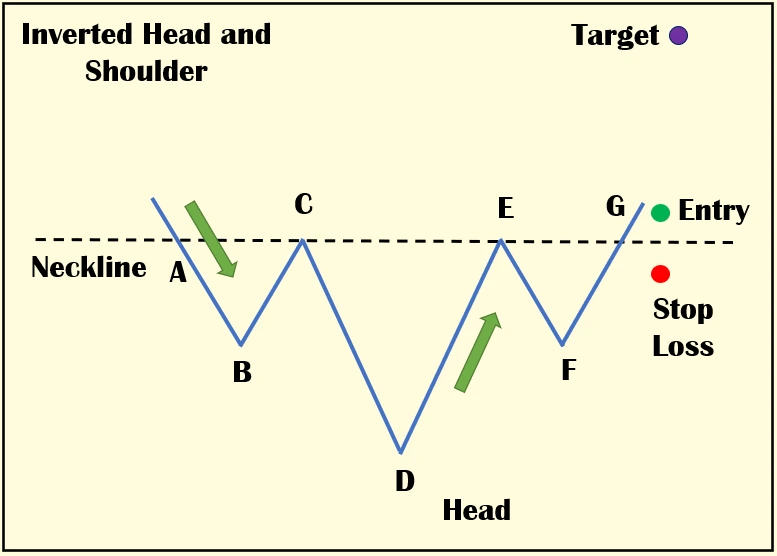 Inverted Head and
Shoulder
Target
C
E
G
Entry
Neckline
A
Stop
Loss
B
F
D
Head